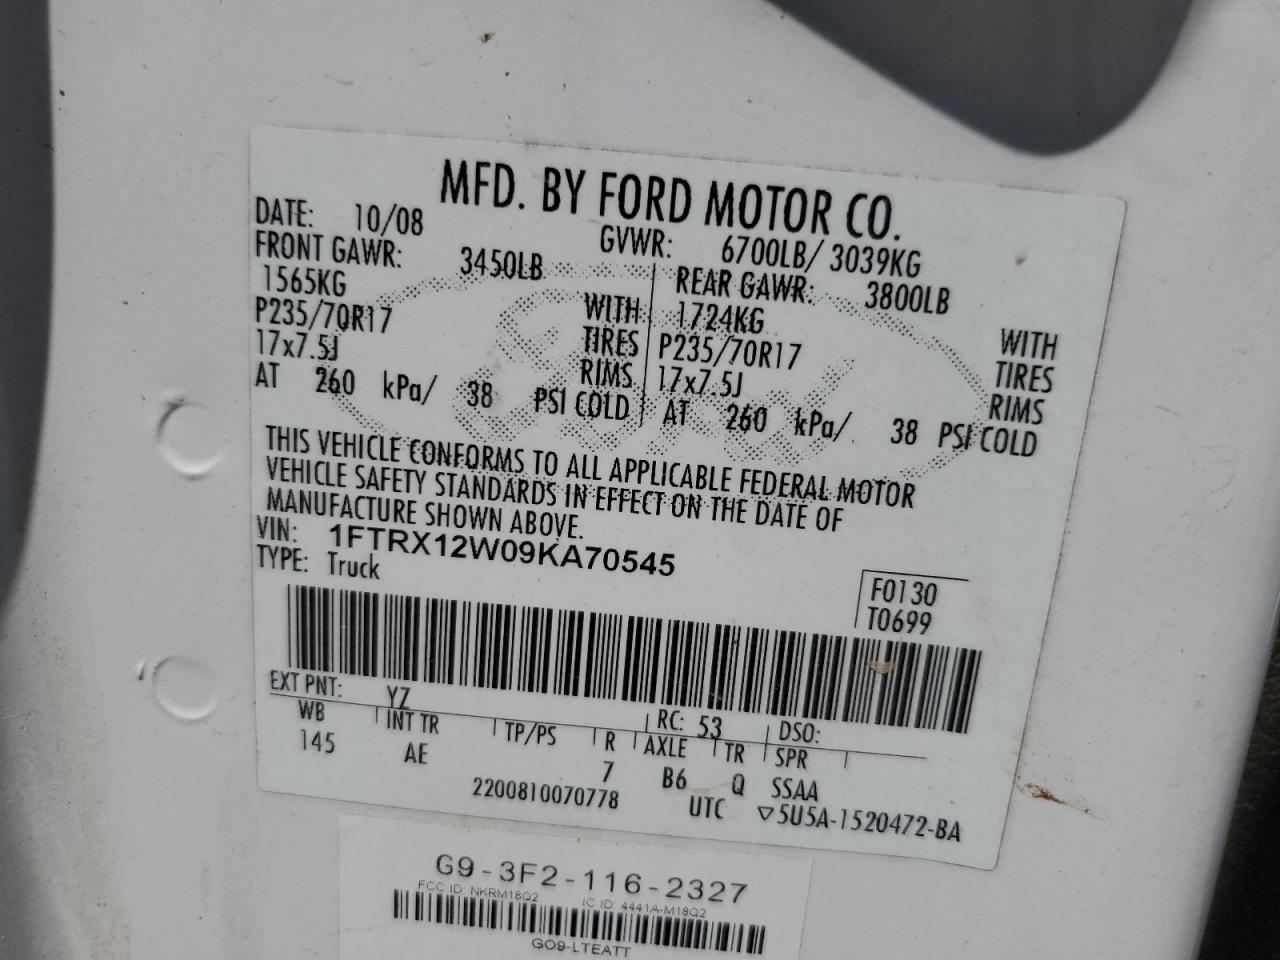 MFD. BY FORD MOTOR CO.
DATE: 10/08 GVWR: 6700LB/ 3039KG
FRONT GAWR: 3450LB REAR GAWR: 3800LB
1565KG WITH 1724KG WITH
P235/70R17 TIRES P235/70R17 TIRES
17x7.5J RIMS 17x7.5J RIMS
AT 260 kPa/ 38 PSI COLD AT 260 kPa/ 38 PSI COLD
THIS VEHICLE CONFORMS TO ALL APPLICABLE FEDERAL MOTOR
VEHICLE SAFETY STANDARDS IN EFFECT ON THE DATE OF
MANUFACTURE SHOWN ABOVE.
VIN: 1FTRX12W09KA70545
TYPE: Truck
F0130
T0699
EXT PNT: YZ RC: 53 DSO:
WB INT TR TP/PS R AXLE TR SPR
145 AE 7 B6 Q SSAA
2200810070778 UTC ▽5U5A-1520472-BA
G9-3F2-116-2327
FCC ID: NKRM18Q2 IC ID 4441A-M18Q2
GO9-LTEATT